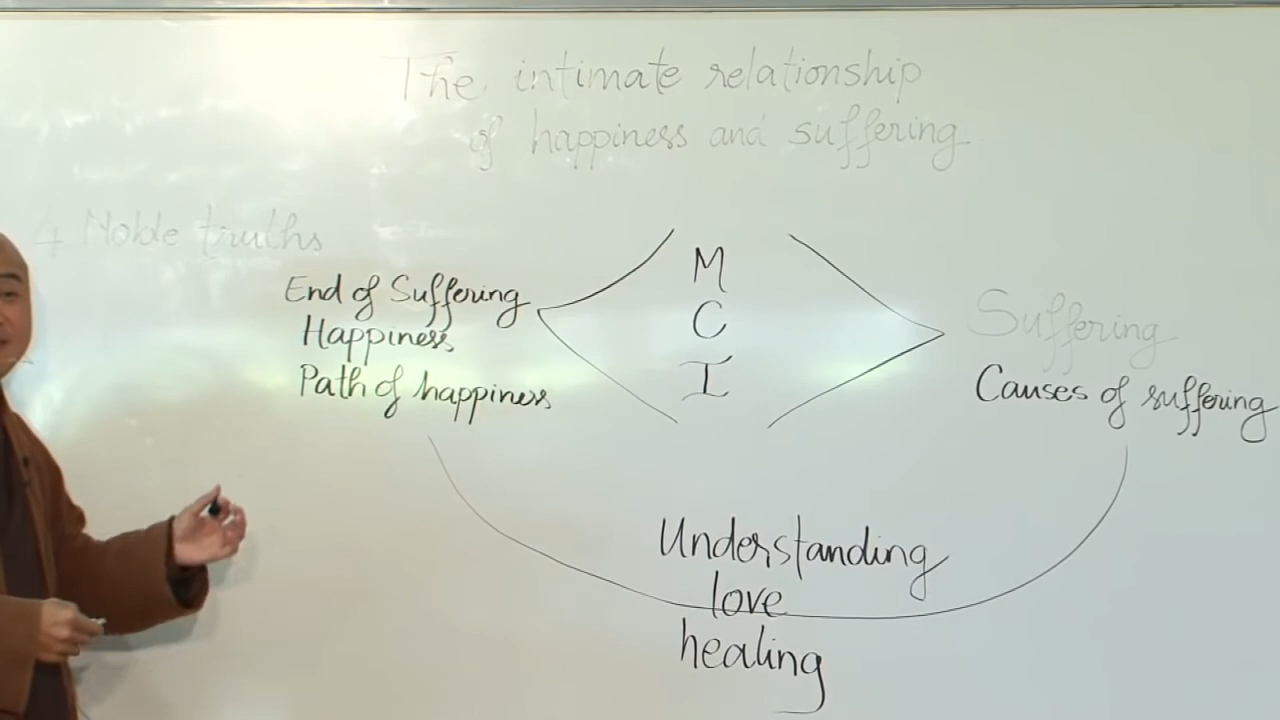 The intimate relationship
of happiness and suffering
4 Noble truths
End of Suffering
Happiness
Path of happiness
M
C
I
Suffering
Causes of suffering
Understanding
love
healing